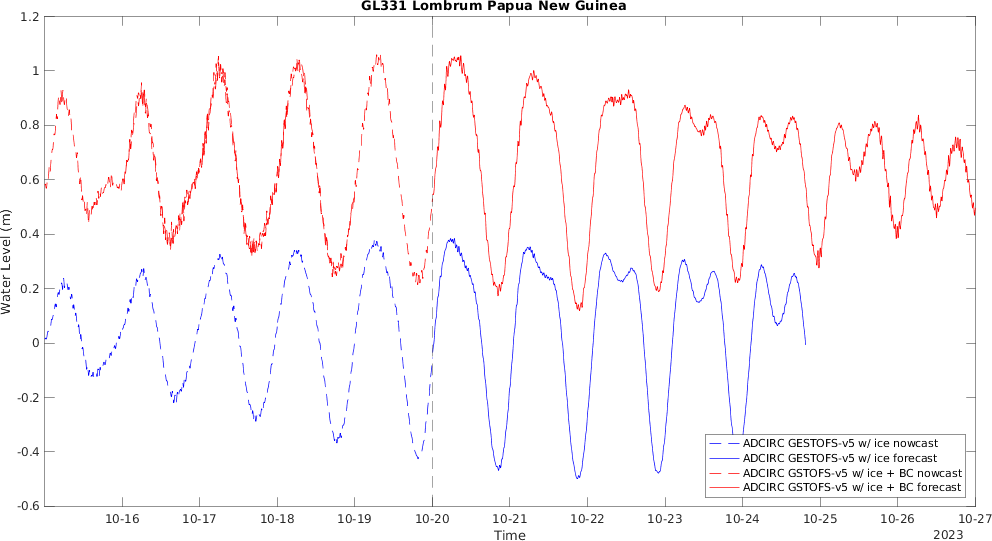 GL331 Lombrum Papua New Guinea
1.2
1
0.8
0.6
0.4
0.2
0
-0.2
-0.4
-0.6
Water Level (m)
ADCIRC GESTOFS-v5 w/ ice nowcast
ADCIRC GESTOFS-v5 w/ ice forecast
ADCIRC GSTOFS-v5 w/ ice + BC nowcast
ADCIRC GSTOFS-v5 w/ ice + BC forecast
10-16 10-17 10-18 10-19 10-20 10-21 10-22 10-23 10-24 10-25 10-26 10-27
Time
2023